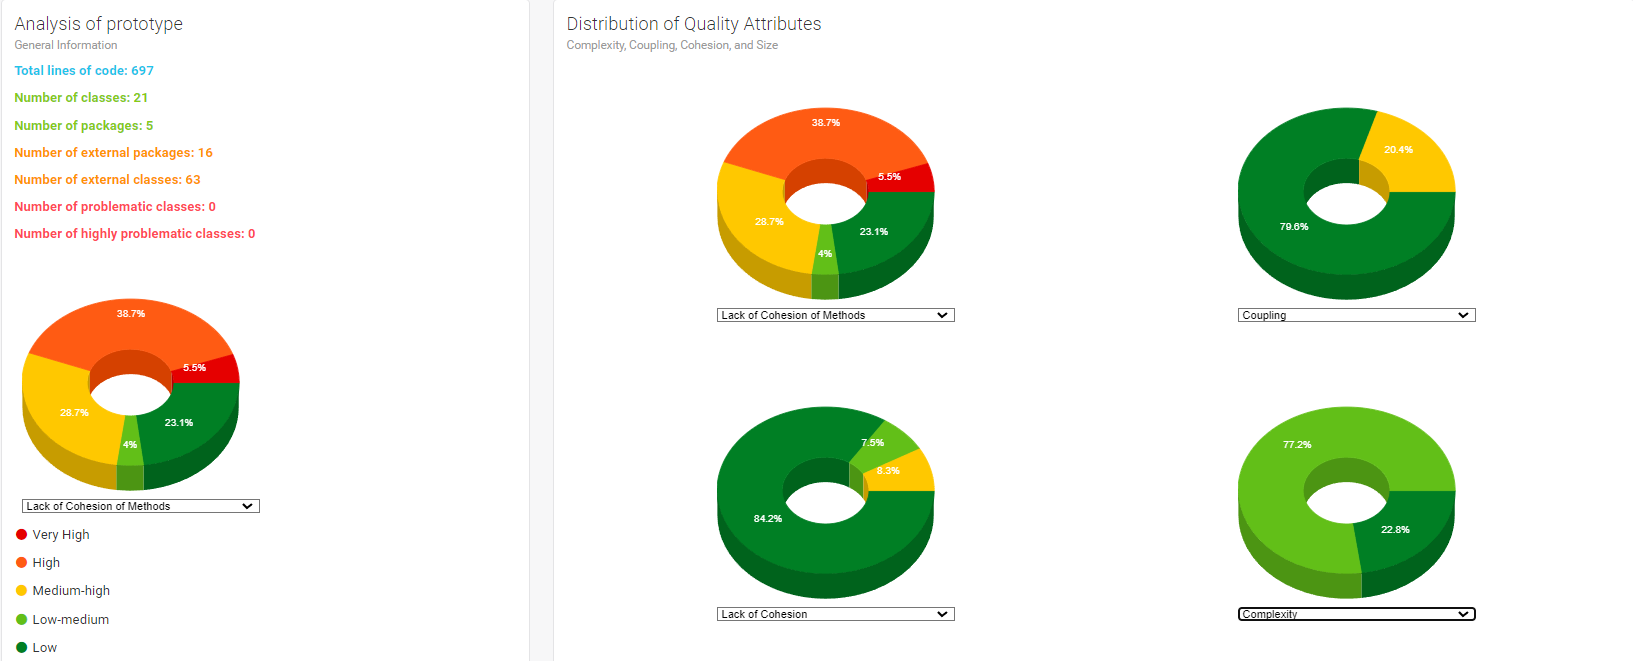 Analysis of prototype
General Information
Total lines of code: 697
Number of classes: 21
Number of packages: 5
Number of external packages: 16
Number of external classes: 63
Number of problematic classes: 0
Number of highly problematic classes: 0
38.7%
5.5%
28.7%
23.1%
4%
Lack of Cohesion of Methods
Very High
High
Medium-high
Low-medium
Low
Distribution of Quality Attributes
Complexity, Coupling, Cohesion, and Size
38.7%
5.5%
28.7%
23.1%
4%
Lack of Cohesion of Methods
20.4%
79.6%
Coupling
7.5%
8.3%
84.2%
Lack of Cohesion
77.2%
22.8%
Complexity